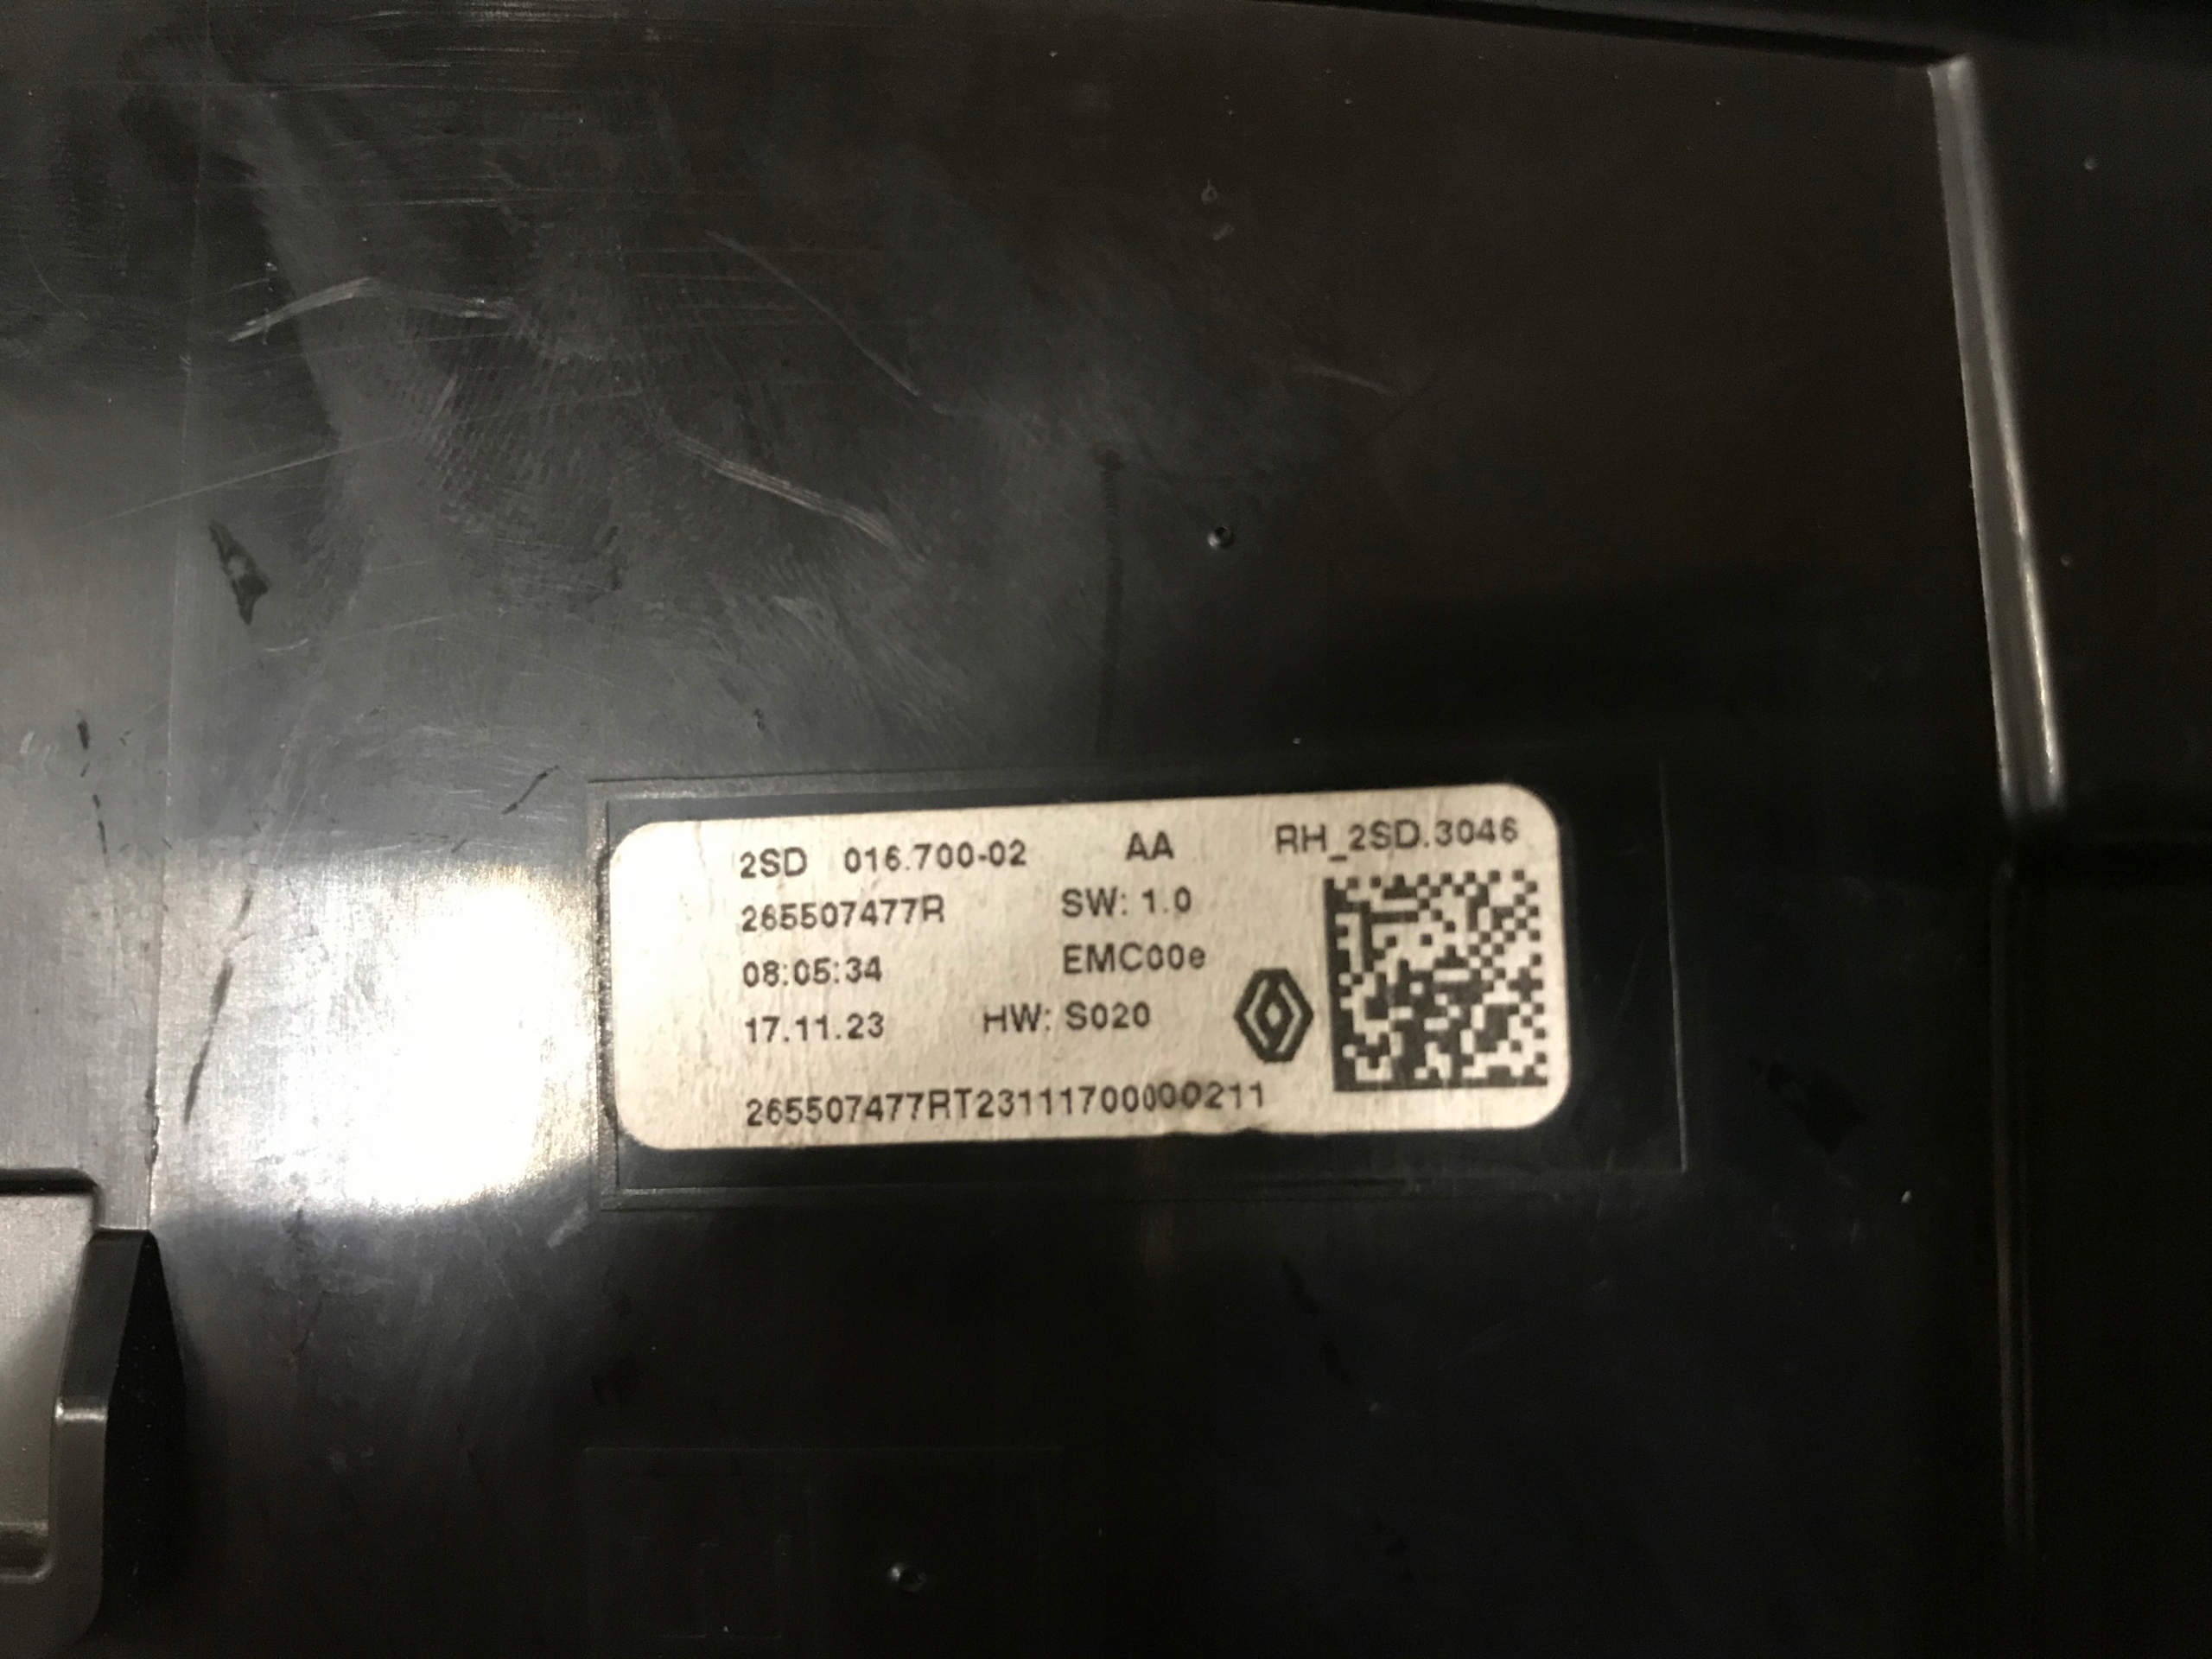 2SD 016.700-02 AA RH_2SD.3046
265507477R SW: 1.0
08:05:34 EMC00e
17.11.23 HW: S020
265507477RT23111700000211